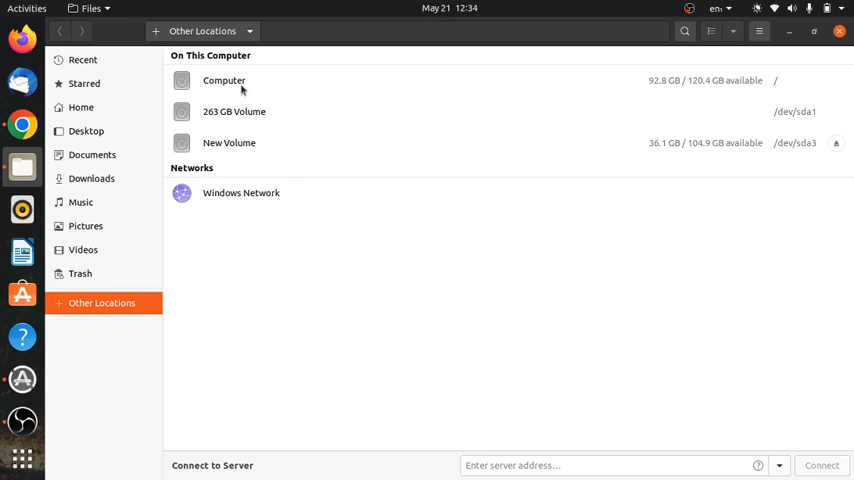 Activities Files May 21 12:34 en₁
+ Other Locations
Recent
Starred
Home
Desktop
Documents
Downloads
Music
Pictures
Videos
Trash
+ Other Locations
On This Computer
Computer 92.8 GB / 120.4 GB available /
263 GB Volume /dev/sda1
New Volume 36.1 GB / 104.9 GB available /dev/sda3
Networks
Windows Network
Connect to Server Enter server address… ? Connect